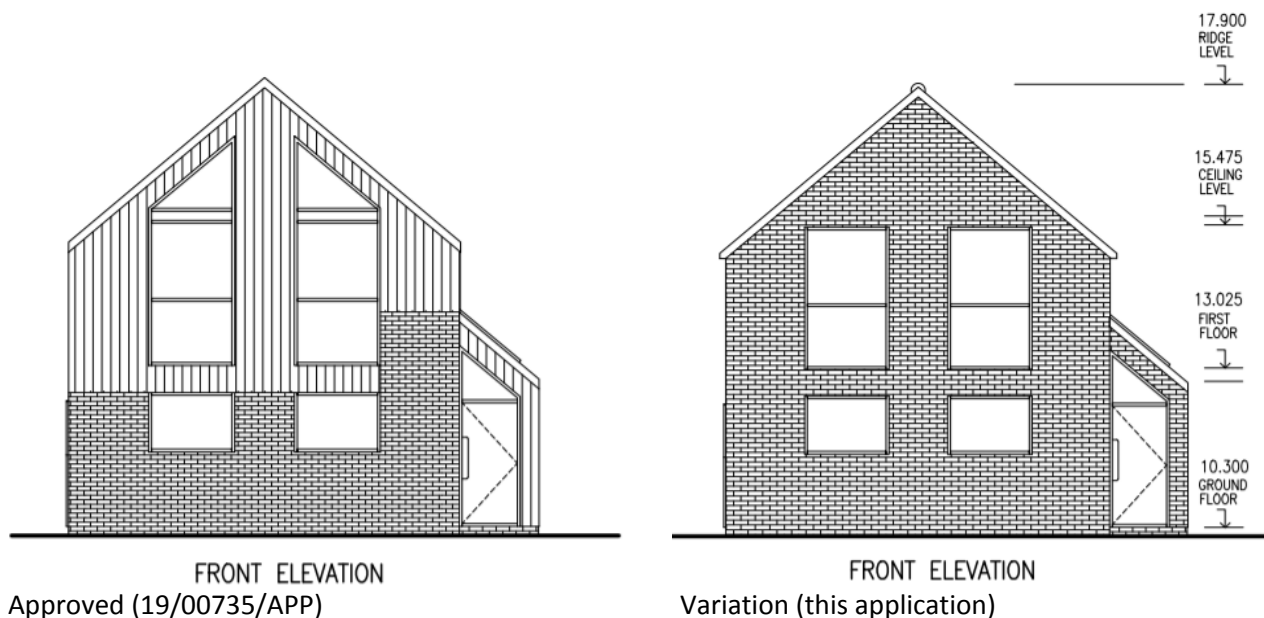 17.900
RIDGE
LEVEL
15.475
CEILING
LEVEL
13.025
FIRST
FLOOR
10.300
GROUND
FLOOR
FRONT ELEVATION
FRONT ELEVATION
Approved (19/00735/APP)
Variation (this application)